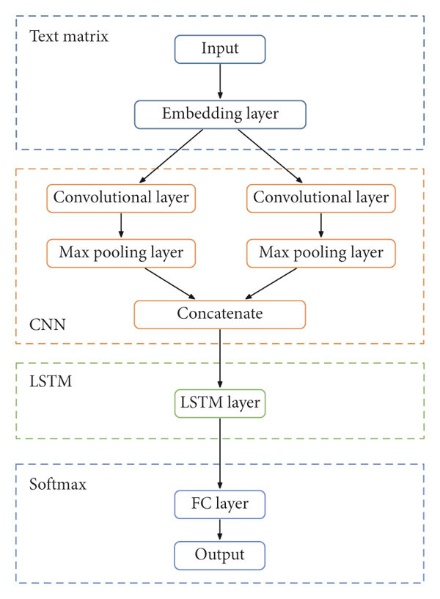 Text matrix
Input
Embedding layer
Convolutional layer
Convolutional layer
Max pooling layer
Max pooling layer
Concatenate
CNN
LSTM
LSTM layer
Softmax
FC layer
Output